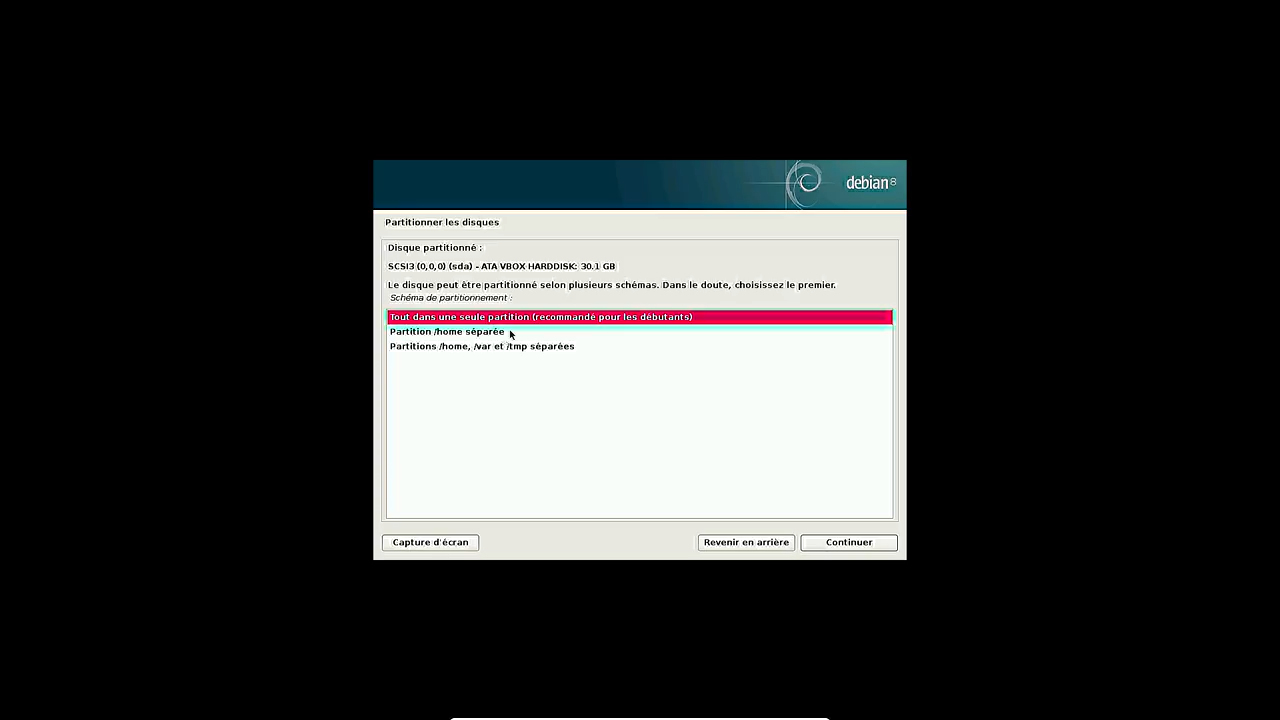 debian 8
Partitionner les disques
Disque partitionné :
SCSI3 (0,0,0) (sda) - ATA VBOX HARDDISK: 30.1 GB
Le disque peut être partitionné selon plusieurs schémas. Dans le doute, choisissez le premier.
Schéma de partitionnement :
Tout dans une seule partition (recommandé pour les débutants)
Partition /home séparée
Partitions /home, /var et /tmp séparées
Capture d'écran
Revenir en arrière
Continuer